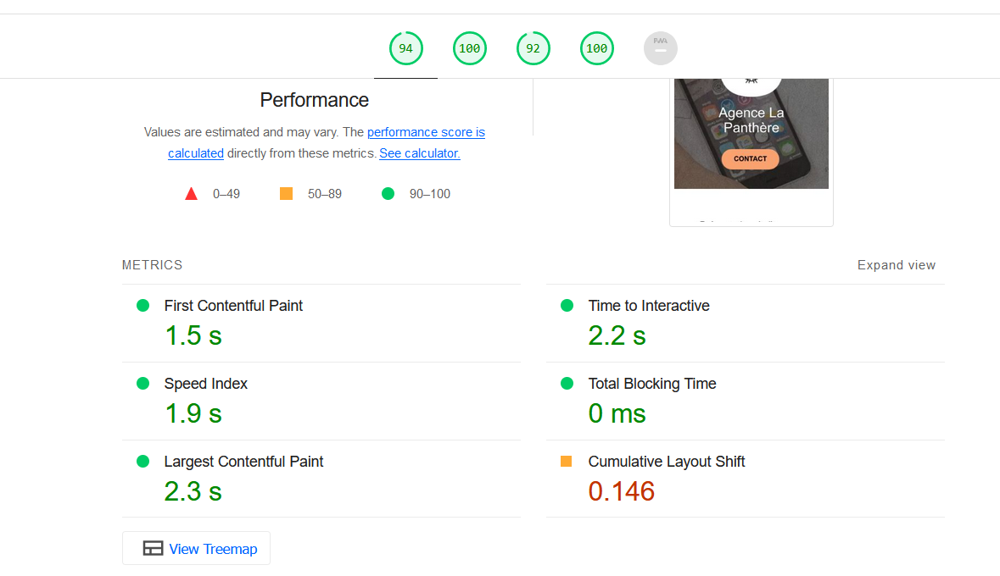 94
100
92
100
PWA
Performance
Values are estimated and may vary. The performance score is
calculated directly from these metrics. See calculator.
0–49
50–89
90–100
Agence La
Panthère
CONTACT
METRICS
Expand view
First Contentful Paint
1.5 s
Time to Interactive
2.2 s
Speed Index
1.9 s
Total Blocking Time
0 ms
Largest Contentful Paint
2.3 s
Cumulative Layout Shift
0.146
View Treemap